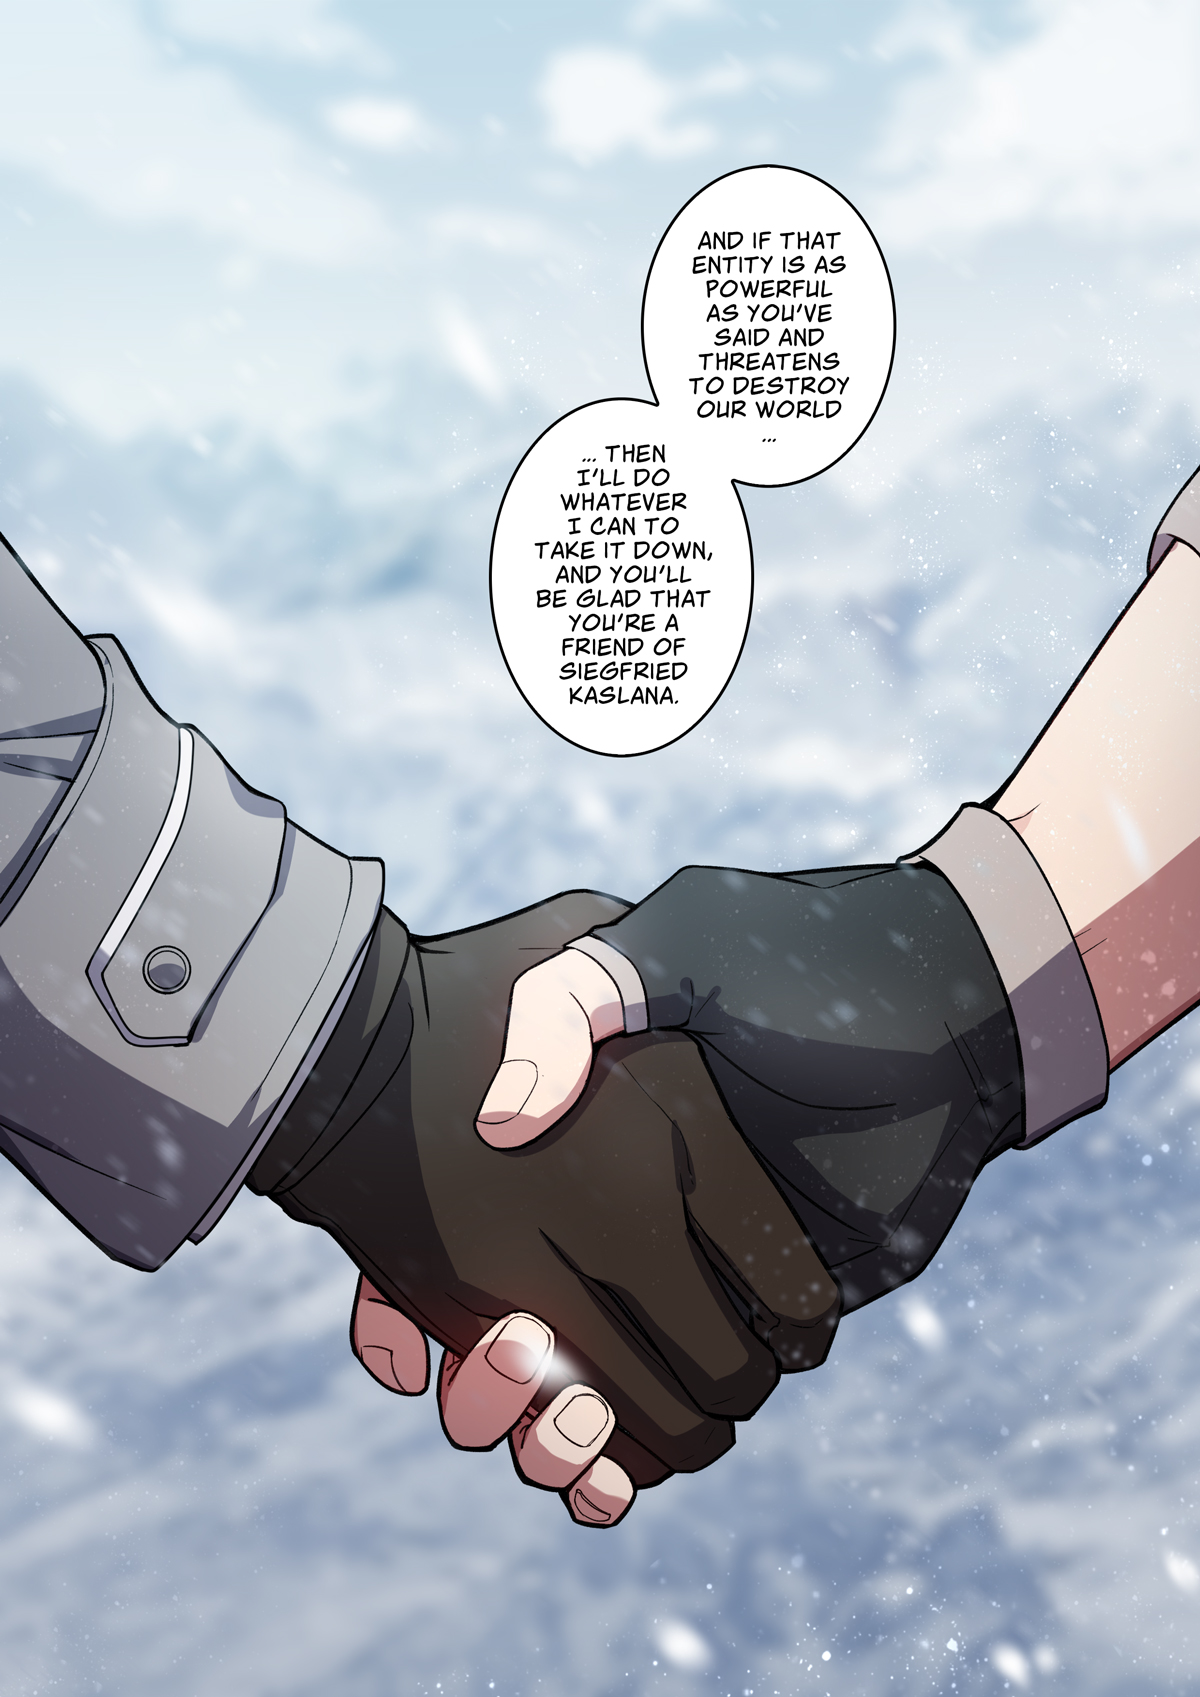 AND IF THAT
ENTITY IS AS
POWERFUL
AS YOU'VE
SAID AND
THREATENS
TO DESTROY
OUR WORLD
...
... THEN
I'LL DO
WHATEVER
I CAN TO
TAKE IT DOWN,
AND YOU'LL
BE GLAD THAT
YOU'RE A
FRIEND OF
SIEGFRIED
KASLANA.